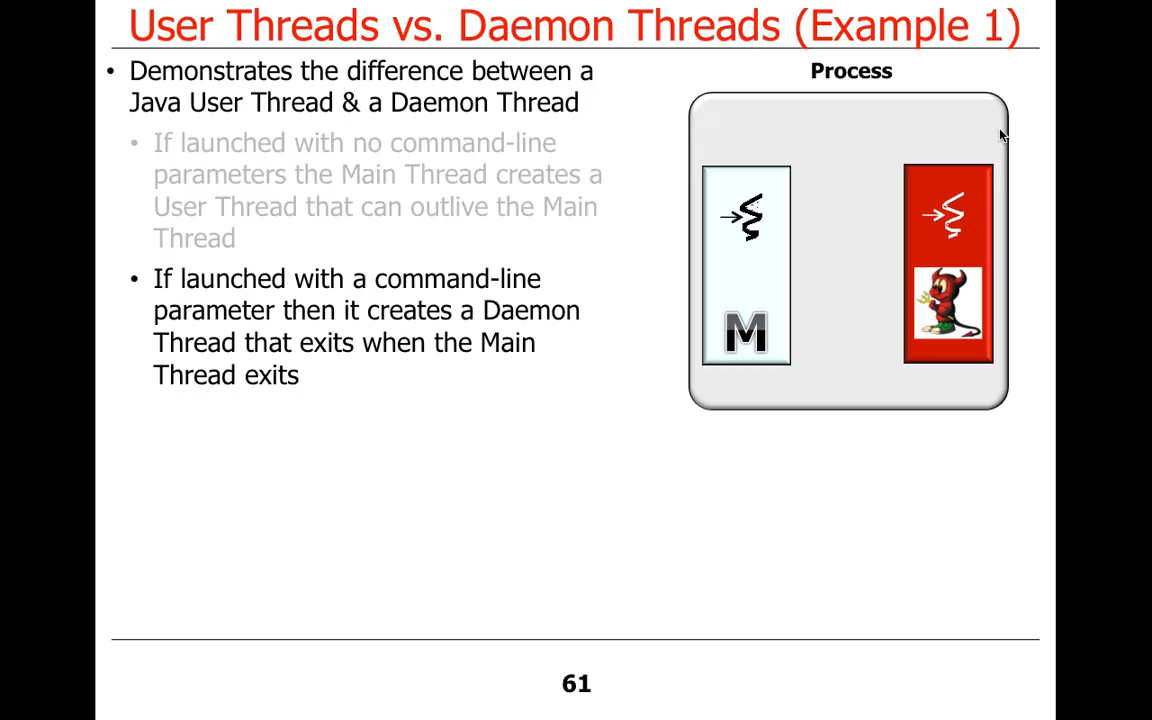 User Threads vs. Daemon Threads (Example 1)
• Demonstrates the difference between a
Java User Thread & a Daemon Thread
• If launched with no command-line
parameters the Main Thread creates a
User Thread that can outlive the Main
Thread
• If launched with a command-line
parameter then it creates a Daemon
Thread that exits when the Main
Thread exits
Process
M
61